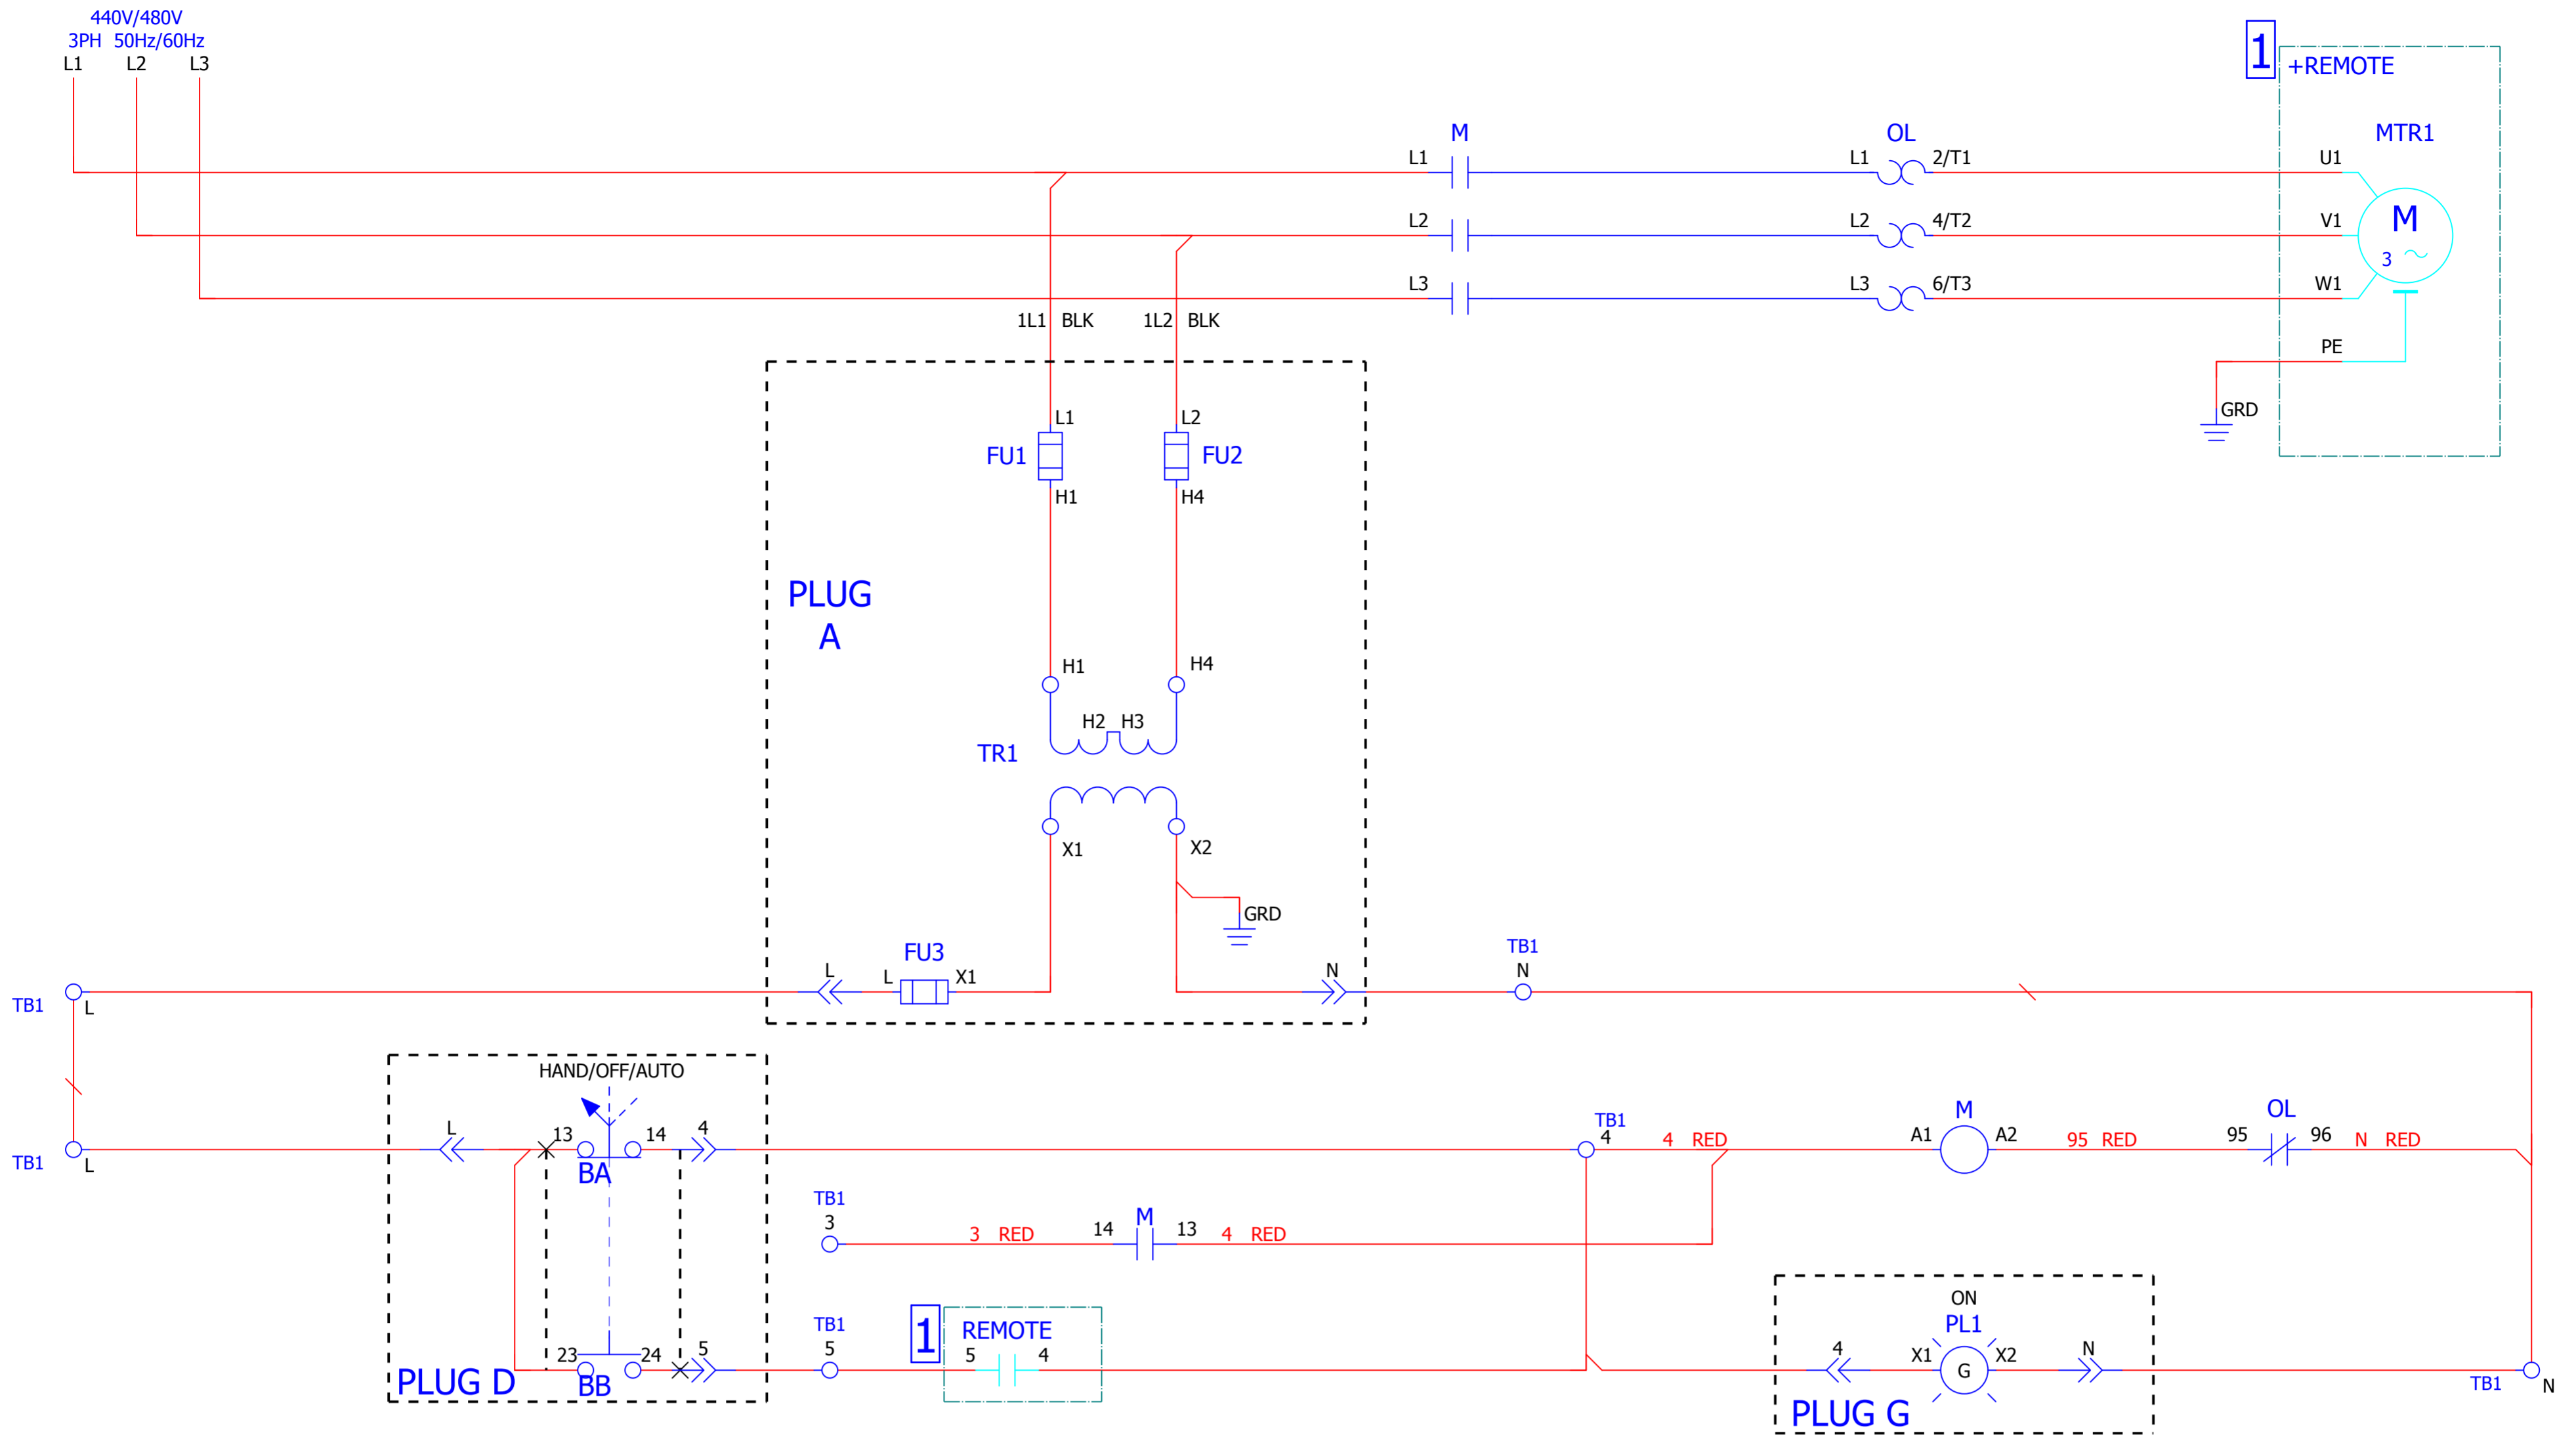 440V/480V
3PH 50Hz/60Hz
L1 L2 L3
1
+REMOTE
M
OL
MTR1
L1
L1
2/T1
U1
L2
L2
4/T2
V1
M
3
L3
L3
6/T3
W1
1L1 BLK
1L2 BLK
PE
GRD
L1
L2
FU1
FU2
H1
H4
PLUG
A
H1
H4
H2 H3
TR1
X1
X2
GRD
FU3
TB1
L
L
X1
N
N
TB1
L
HAND/OFF/AUTO
L
13
14
4
TB1
4
4 RED
M
A1
A2
95 RED
OL
95
96
N RED
TB1
L
BA
TB1
3
3 RED
14
M
13
4 RED
ON
PL1
TB1
5
1
REMOTE
5
4
23
24
5
BB
PLUG D
4
X1
G
X2
N
TB1
N
PLUG G